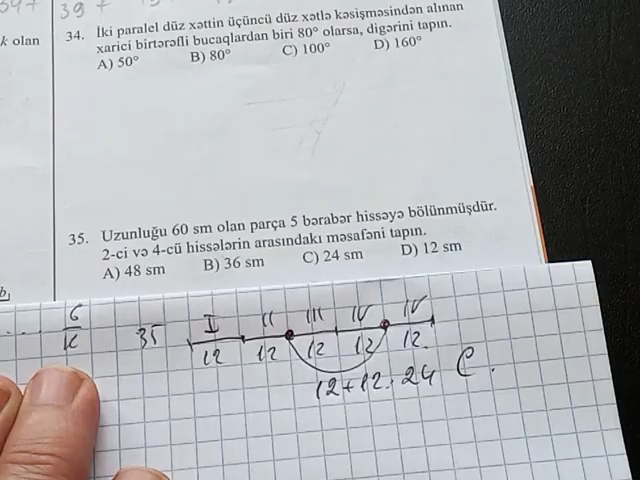 39 +
k olan
34. İki paralel düz xəttin üçüncü düz xətlə kəsişməsindən alınan
xarici birtərəfli bucaqlardan biri 80° olarsa, digərini tapın.
A) 50° B) 80° C) 100° D) 160°
35. Uzunluğu 60 sm olan parça 5 bərabər hissəyə bölünmüşdür.
2-ci və 4-cü hissələrin arasındakı məsafəni tapın.
A) 48 sm B) 36 sm C) 24 sm D) 12 sm
35 I II III IV IV
12 12 12 12 12
12+12=24 C.